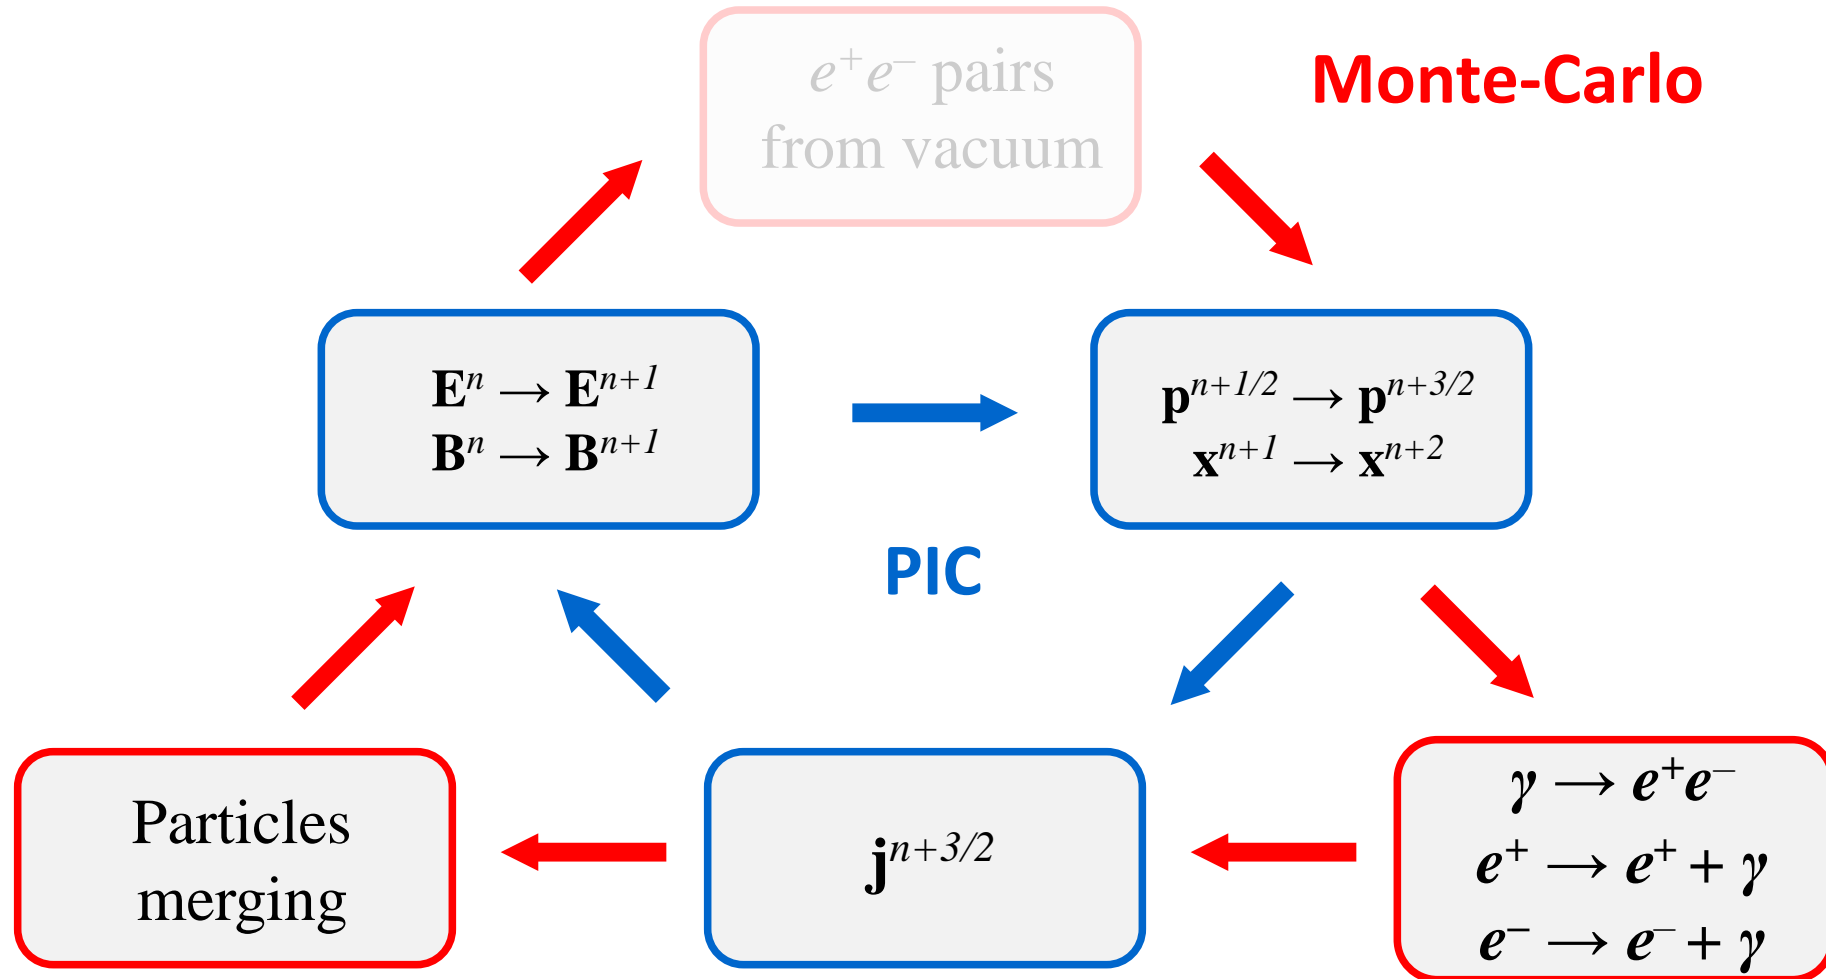 e⁺e⁻ pairs
from vacuum
Monte-Carlo
Eⁿ → Eⁿ⁺¹
Bⁿ → Bⁿ⁺¹
pⁿ⁺¹ᐟ² → pⁿ⁺³ᐟ²
xⁿ⁺¹ → xⁿ⁺²
PIC
Particles
merging
jⁿ⁺³ᐟ²
γ → e⁺e⁻
e⁺ → e⁺ + γ
e⁻ → e⁻ + γ